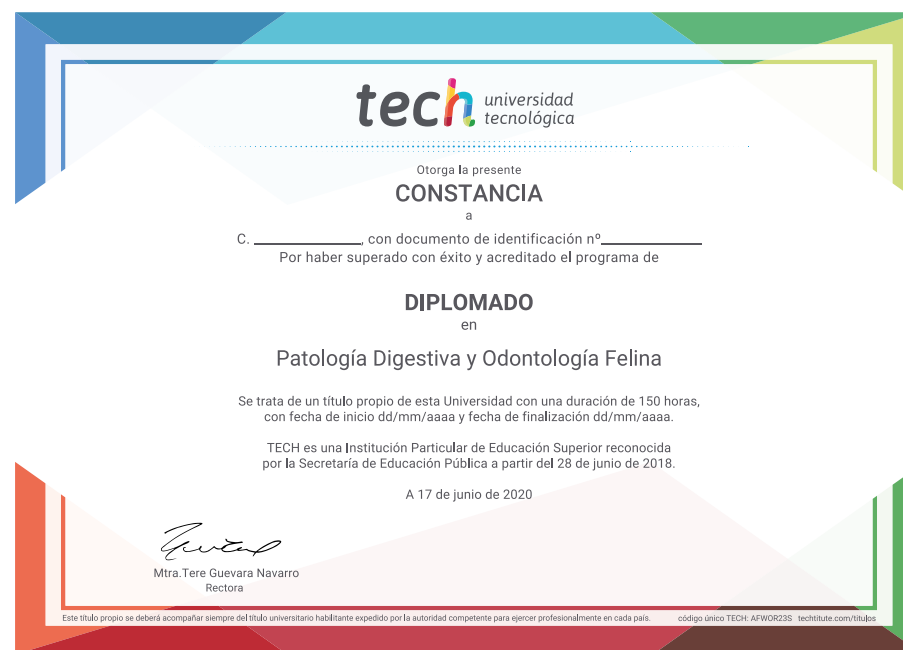 tech universidad
tecnológica
Otorga la presente
CONSTANCIA
a
C. ______________, con documento de identificación nº_____________
Por haber superado con éxito y acreditado el programa de
DIPLOMADO
en
Patología Digestiva y Odontología Felina
Se trata de un título propio de esta Universidad con una duración de 150 horas,
con fecha de inicio dd/mm/aaaa y fecha de finalización dd/mm/aaaa.
TECH es una Institución Particular de Educación Superior reconocida
por la Secretaría de Educación Pública a partir del 28 de junio de 2018.
A 17 de junio de 2020
Mtra.Tere Guevara Navarro
Rectora
Este título propio se deberá acompañar siempre del título universitario habilitante expedido por la autoridad competente para ejercer profesionalmente en cada país. código único TECH: AFWOR23S techtitute.com/titulos